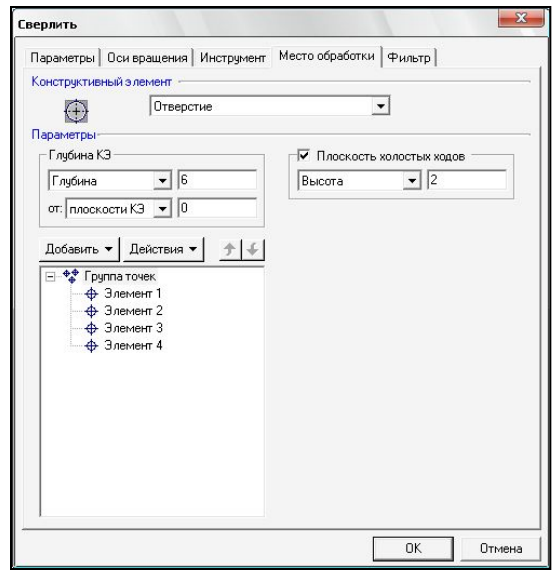 Сверлить
Параметры Оси вращения Инструмент Место обработки Фильтр
Конструктивный элемент
Отверстие
Параметры
Глубина КЭ
Глубина 6
от: плоскости КЭ 0
Плоскость холостых ходов
Высота 2
Добавить Действия
Группа точек
Элемент 1
Элемент 2
Элемент 3
Элемент 4
OK Отмена